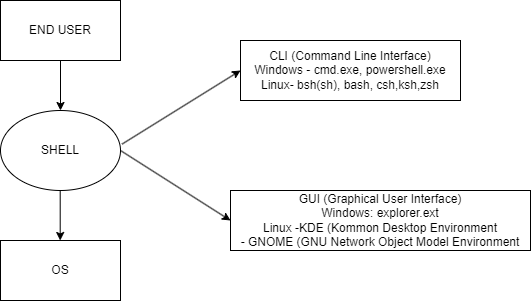 END USER
SHELL
OS
CLI (Command Line Interface)
Windows - cmd.exe, powershell.exe
Linux- bsh(sh), bash, csh,ksh,zsh
GUI (Graphical User Interface)
Windows: explorer.ext
Linux -KDE (Kommon Desktop Environment
- GNOME (GNU Network Object Model Environment